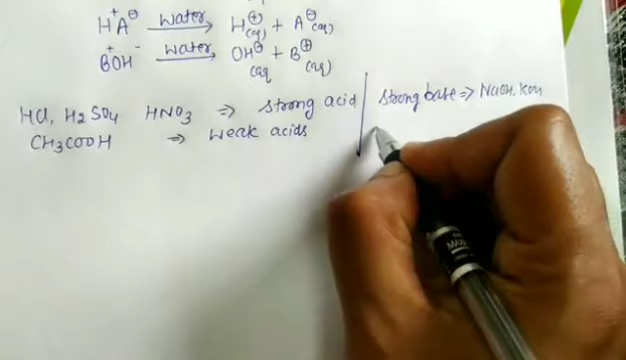 H⁺A⊖ —water→ H⊕(aq) + A⊖(aq)
B⁺OH⁻ —water→ OH⊖(aq + B⊕(aq)
HCl, H2SO4 HNO3 ⇒ strong acid
CH3COOH ⇒ weak acids
strong base ⇒ NaOH, KOH